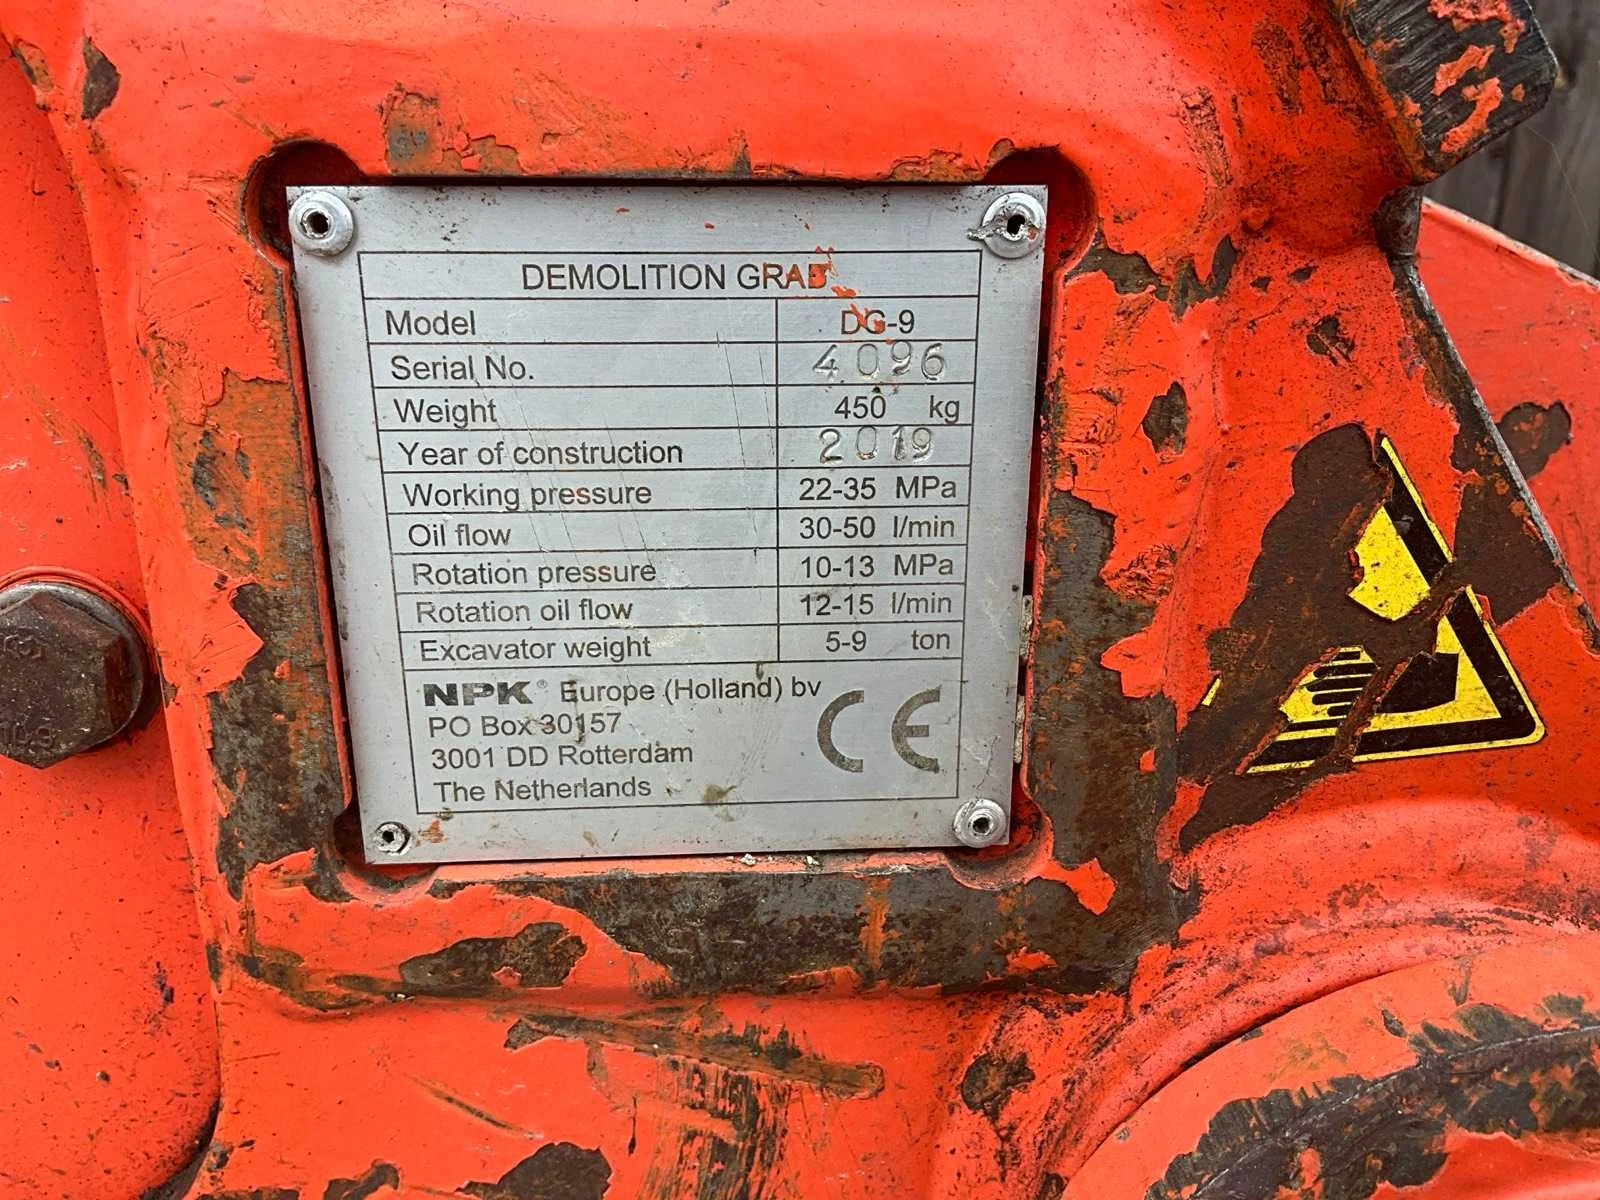 DEMOLITION GRAB
Model DG-9
Serial No. 4096
Weight 450 kg
Year of construction 2019
Working pressure 22-35 MPa
Oil flow 30-50 l/min
Rotation pressure 10-13 MPa
Rotation oil flow 12-15 l/min
Excavator weight 5-9 ton
NPK® Europe (Holland) bv
PO Box 30157
3001 DD Rotterdam
The Netherlands
CE